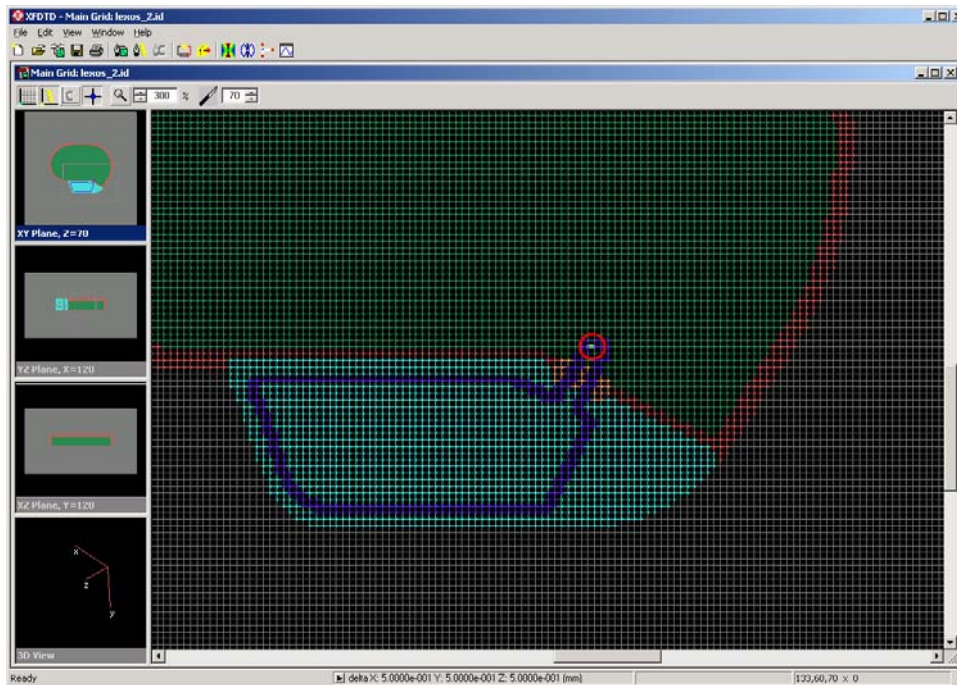 XFDTD - Main Grid: lexus_2.id
File Edit View Window Help
Main Grid: lexus_2.id
C 300 % 70
XY Plane, Z=70
YZ Plane, X=120
XZ Plane, Y=120
x
z
y
3D View
Ready delta X: 5.0000e-001 Y: 5.0000e-001 Z: 5.0000e-001 (mm) 133,60,70 x 0